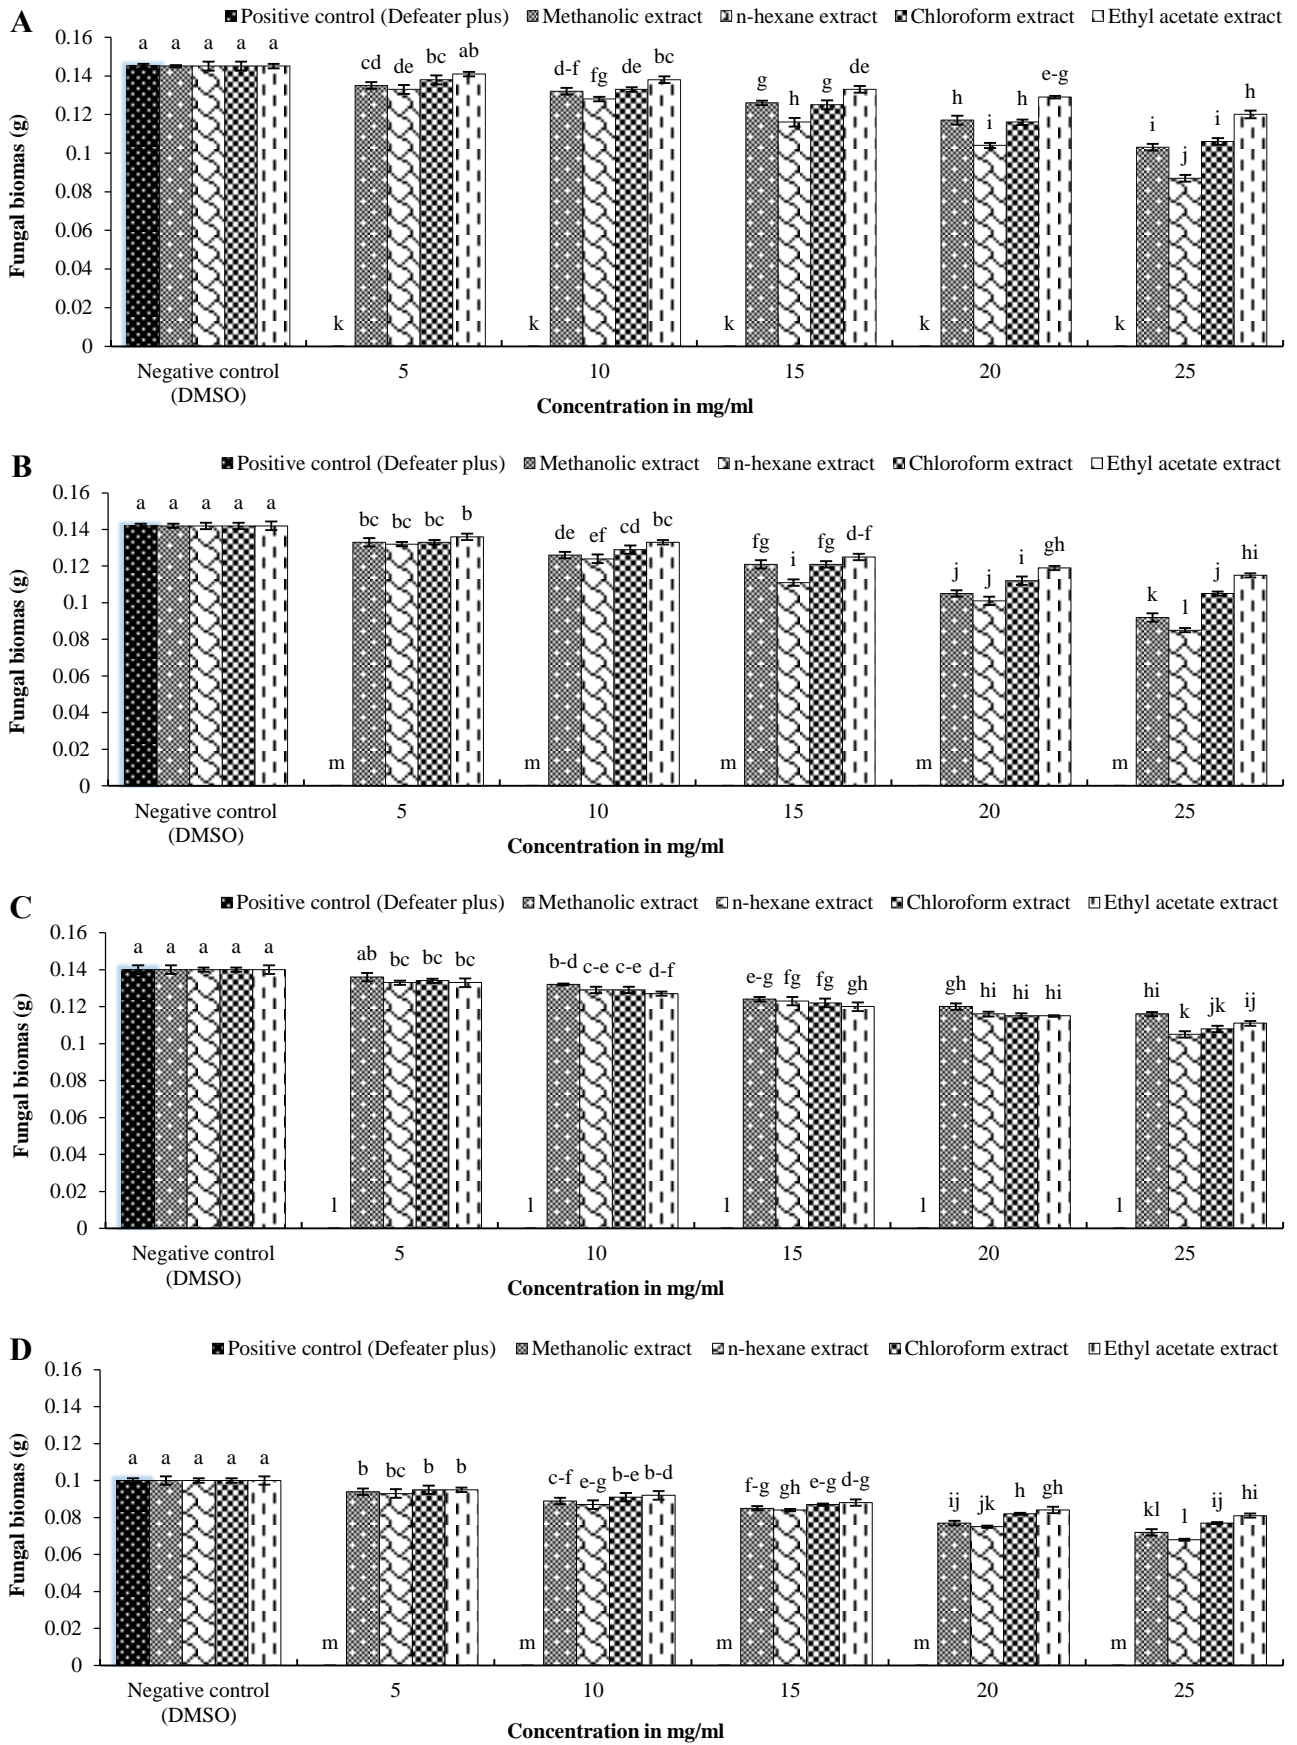 A
Positive control (Defeater plus) Methanolic extract n-hexane extract Chloroform extract Ethyl acetate extract
0.16
0.14
0.12
0.1
0.08
0.06
0.04
0.02
0
Fungal biomas (g)
a a a a a
k cd de bc ab
k d-f fg de bc
k g h g de
k h i h e-g
k i j i h
Negative control (DMSO) 5 10 15 20 25
Concentration in mg/ml
B
Positive control (Defeater plus) Methanolic extract n-hexane extract Chloroform extract Ethyl acetate extract
0.16
0.14
0.12
0.1
0.08
0.06
0.04
0.02
0
Fungal biomas (g)
a a a a a
m bc bc bc b
m de ef cd bc
m fg i fg d-f
m j j i gh
m k l j hi
Negative control (DMSO) 5 10 15 20 25
Concentration in mg/ml
C
Positive control (Defeater plus) Methanolic extract n-hexane extract Chloroform extract Ethyl acetate extract
0.16
0.14
0.12
0.1
0.08
0.06
0.04
0.02
0
Fungal biomas (g)
a a a a a
l ab bc bc bc
l b-d c-e c-e d-f
l e-g fg fg gh
l gh hi hi hi
l hi k jk ij
Negative control (DMSO) 5 10 15 20 25
Concentration in mg/ml
D
Positive control (Defeater plus) Methanolic extract n-hexane extract Chloroform extract Ethyl acetate extract
0.16
0.14
0.12
0.1
0.08
0.06
0.04
0.02
0
Fungal biomas (g)
a a a a a
m b bc b b
m c-f e-g b-e b-d
m f-g gh e-g d-g
m ij jk h gh
m kl l ij hi
Negative control (DMSO) 5 10 15 20 25
Concentration in mg/ml